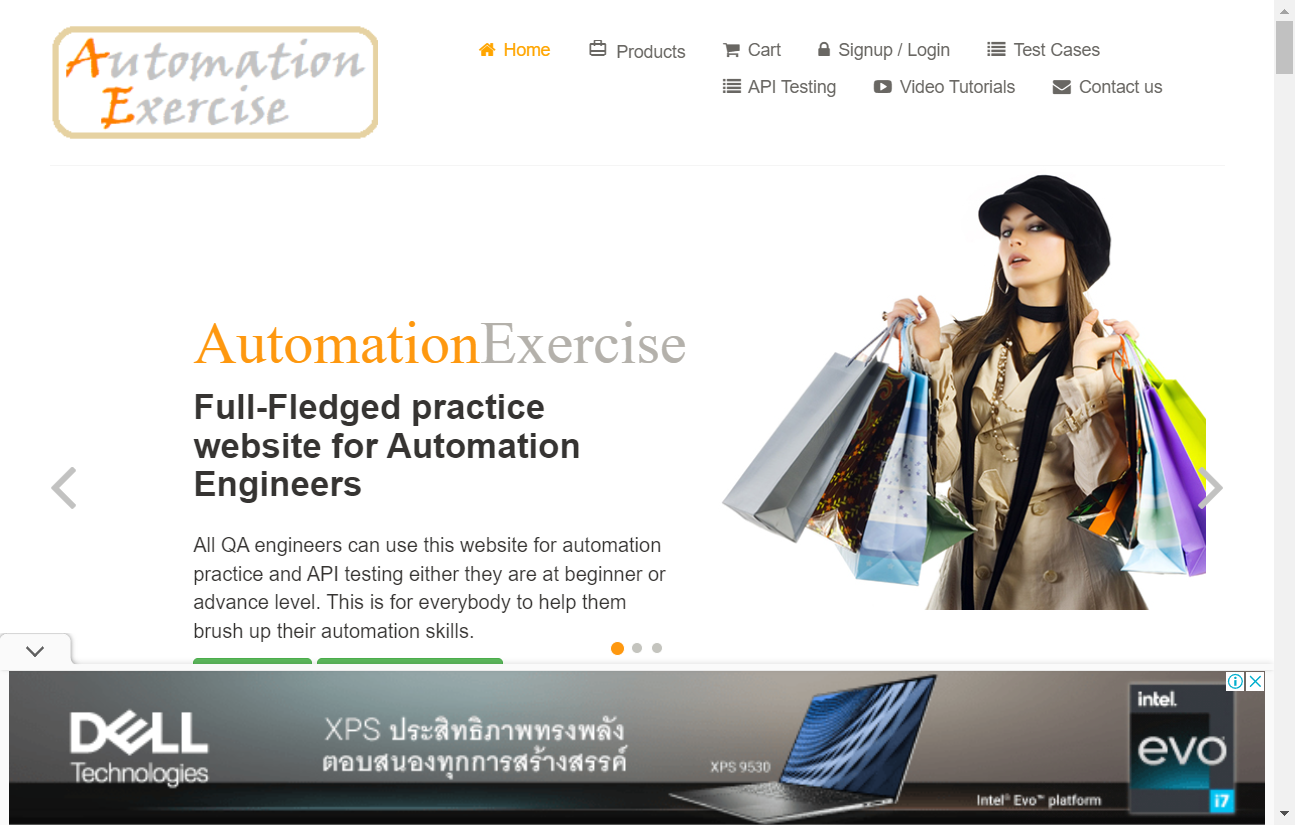 Automation
Exercise
Home
Products
Cart
Signup / Login
Test Cases
API Testing
Video Tutorials
Contact us
AutomationExercise
Full-Fledged practice
website for Automation
Engineers
All QA engineers can use this website for automation
practice and API testing either they are at beginner or
advance level. This is for everybody to help them
brush up their automation skills.
DELL
Technologies
XPS ประสิทธิภาพทรงพลัง
ตอบสนองทุกการสร้างสรรค์
XPS 9530
Intel® Evo™ platform
intel.
evo
i7